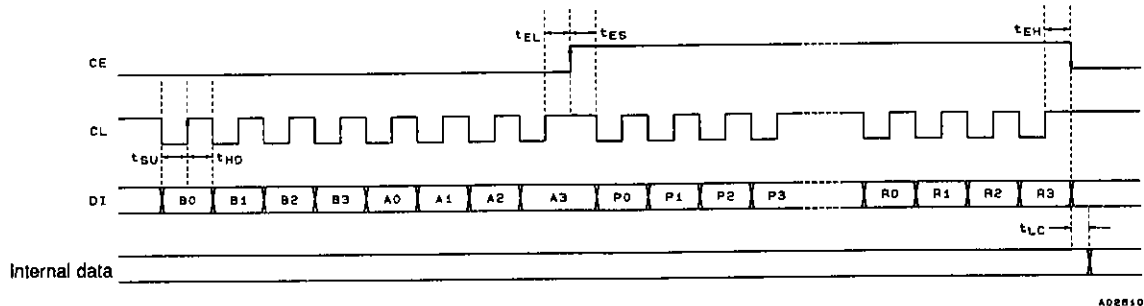 tEL tES tEH
CE
CL
tSU tHD
DI B0 B1 B2 B3 A0 A1 A2 A3 P0 P1 P2 P3 R0 R1 R2 R3
tLC
Internal data
A02610